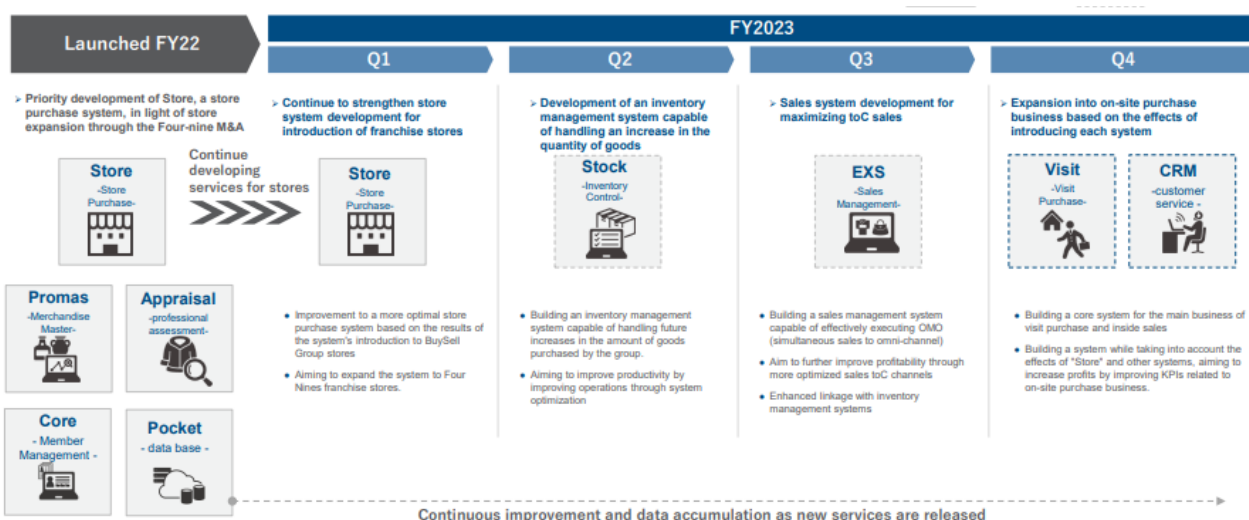 Launched FY22
FY2023
Q1
Q2
Q3
Q4
➢ Priority development of Store, a store
purchase system, in light of store
expansion through the Four-nine M&A
Store
-Store
Purchase-
Continue
developing
services for stores
Promas
-Merchandise
Master-
Appraisal
-professional
assessment-
Core
- Member
Management -
Pocket
- data base -
➢ Continue to strengthen store
system development for
introduction of franchise stores
Store
-Store
Purchase-
• Improvement to a more optimal store
purchase system based on the results of
the system's introduction to BuySell
Group stores
• Aiming to expand the system to Four
Nines franchise stores.
➢ Development of an inventory
management system capable
of handling an increase in the
quantity of goods
Stock
-Inventory
Control-
• Building an inventory management
system capable of handling future
increases in the amount of goods
purchased by the group.
• Aiming to improve productivity by
improving operations through system
optimization
➢ Sales system development for
maximizing toC sales
EXS
-Sales
Management-
• Building a sales management system
capable of effectively executing OMO
(simultaneous sales to omni-channel)
• Aim to further improve profitability through
more optimized sales toC channels
• Enhanced linkage with inventory
management systems
➢ Expansion into on-site purchase
business based on the effects of
introducing each system
Visit
-Visit
Purchase-
CRM
-customer
service -
• Building a core system for the main business of
visit purchase and inside sales
• Building a system while taking into account the
effects of "Store" and other systems, aiming to
increase profits by improving KPIs related to
on-site purchase business.
Continuous improvement and data accumulation as new services are released